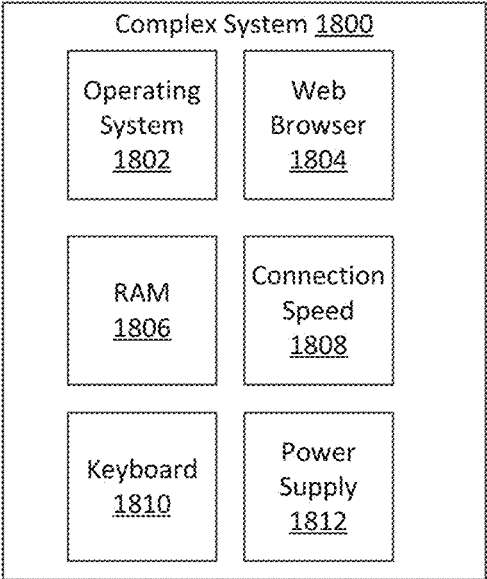 Complex System 1800
Operating
System
1802
Web
Browser
1804
RAM
1806
Connection
Speed
1808
Keyboard
1810
Power
Supply
1812